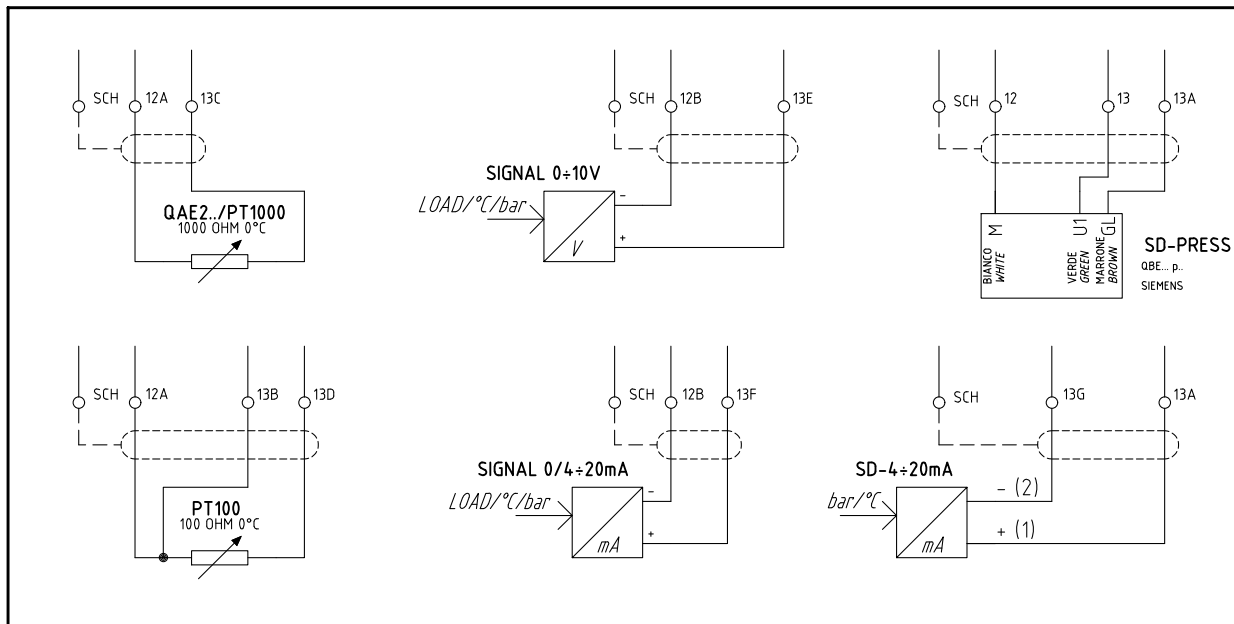 SCH 12A 13C
QAE2../PT1000
1000 OHM 0°C
SCH 12B 13E
SIGNAL 0÷10V
LOAD/°C/bar
-
+
V
SCH 12 13 13A
M U1 GL
BIANCO
WHITE
VERDE
GREEN
MARRONE
BROWN
SD-PRESS
QBE... p..
SIEMENS
SCH 12A 13B 13D
PT100
100 OHM 0°C
SCH 12B 13F
SIGNAL 0/4÷20mA
LOAD/°C/bar
-
+
mA
SCH 13G 13A
SD-4÷20mA
bar/°C
- (2)
+ (1)
mA